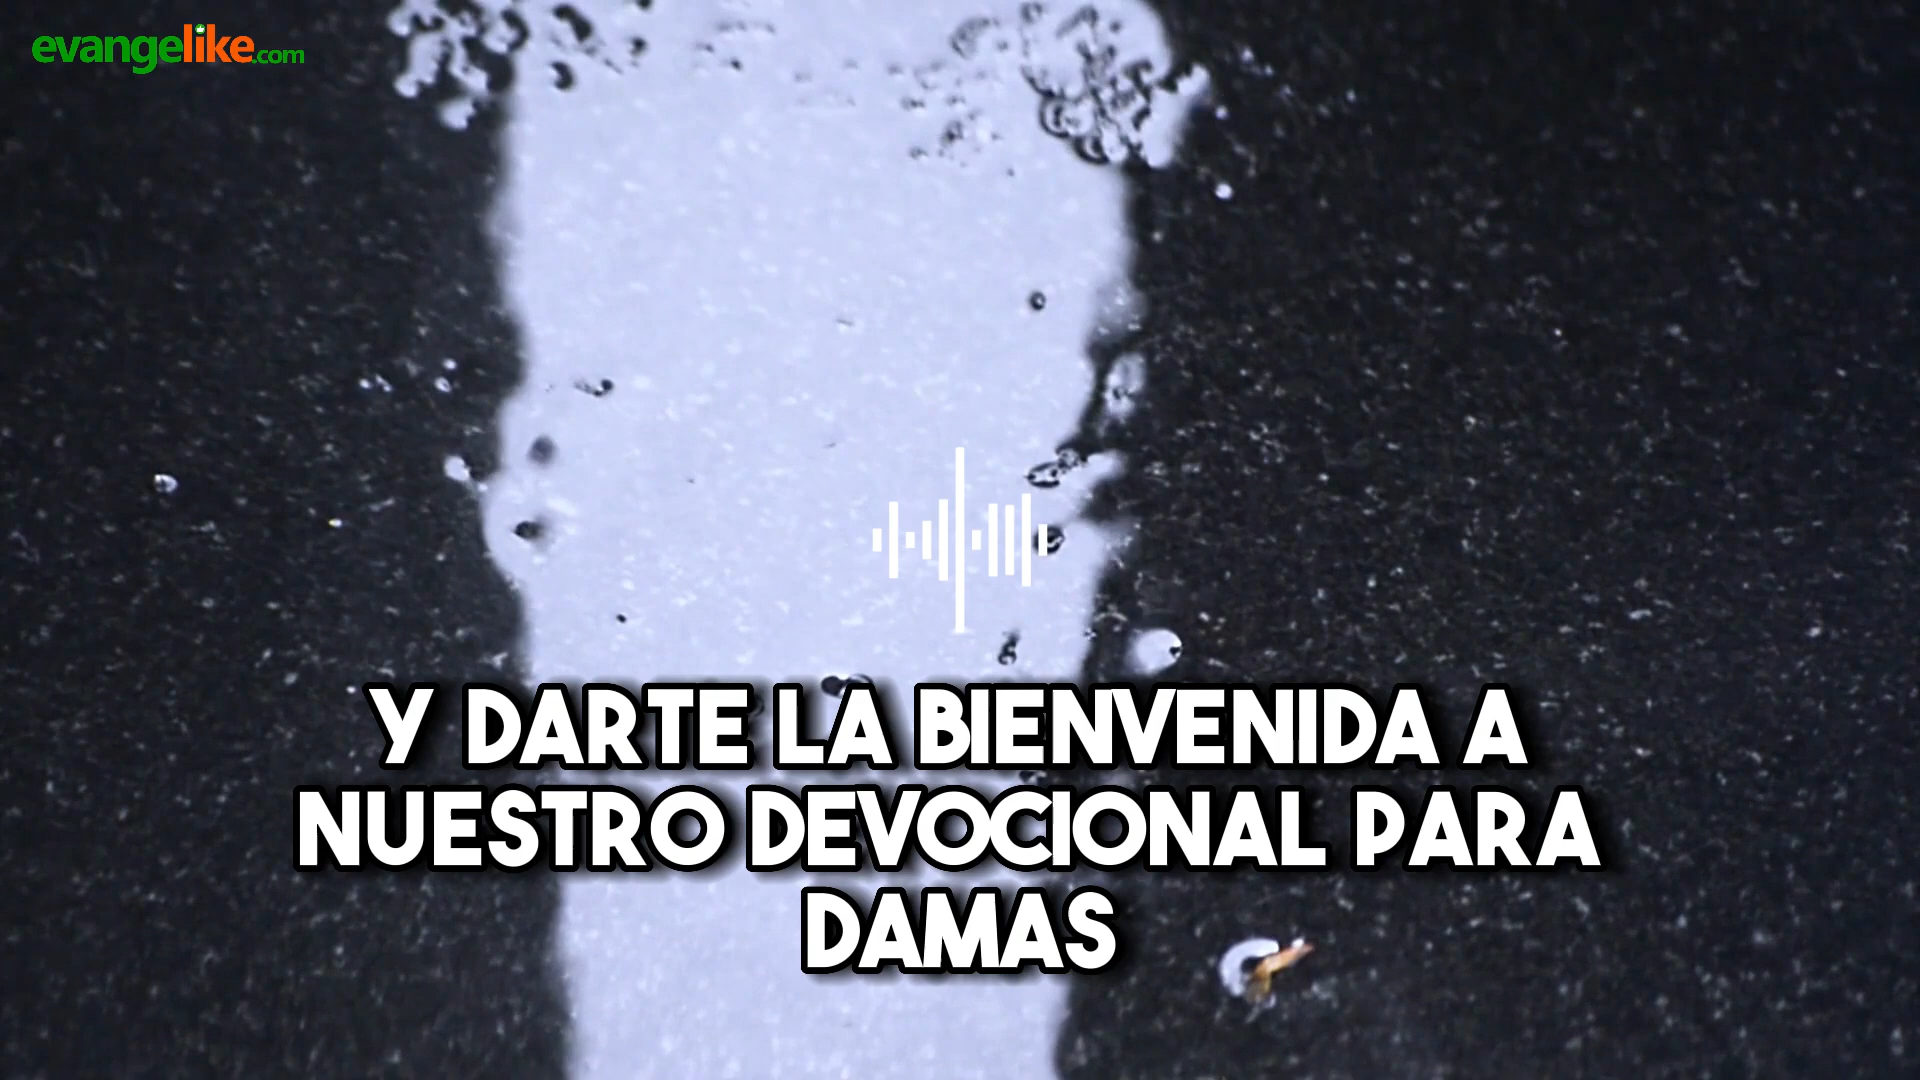 evangelike.com
Y DARTE LA BIENVENIDA A
NUESTRO DEVOCIONAL PARA
DAMAS